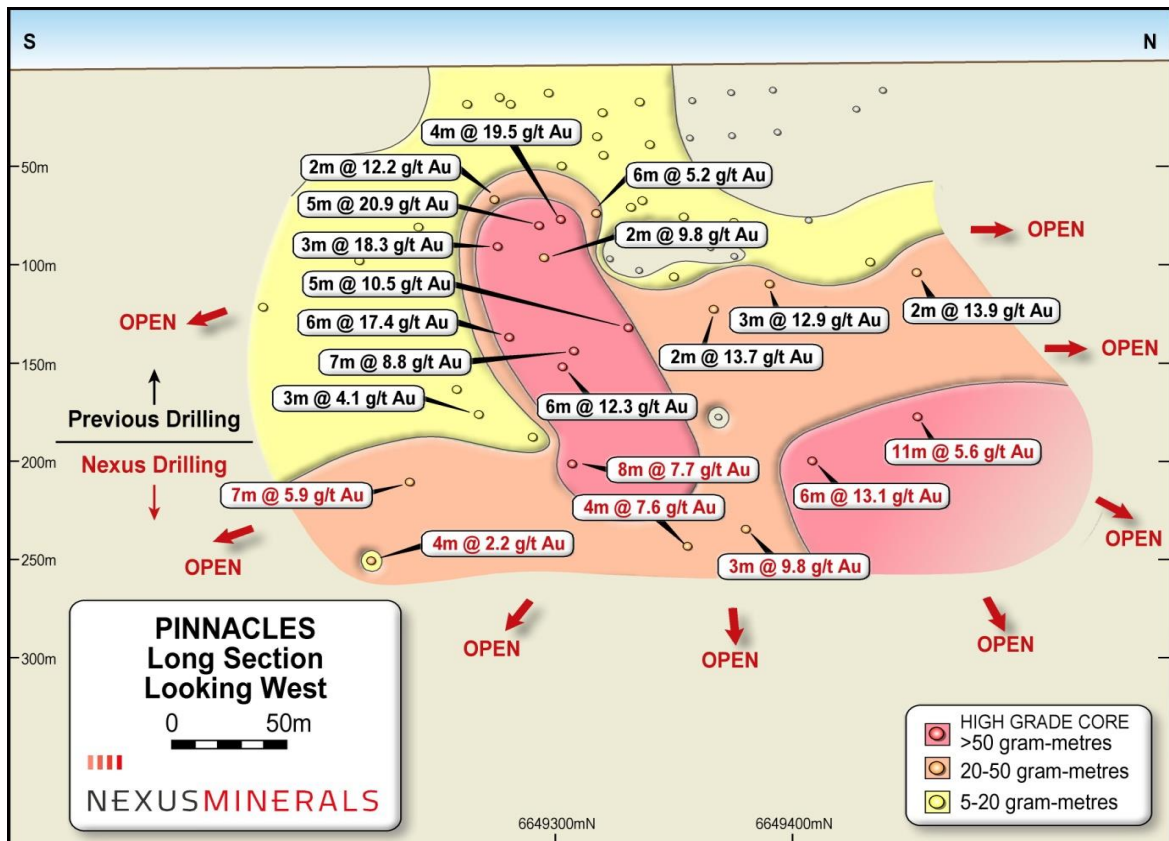 S
N
4m @ 19.5 g/t Au
50m
2m @ 12.2 g/t Au
6m @ 5.2 g/t Au
5m @ 20.9 g/t Au
3m @ 18.3 g/t Au
2m @ 9.8 g/t Au
OPEN
100m
5m @ 10.5 g/t Au
2m @ 13.9 g/t Au
OPEN
6m @ 17.4 g/t Au
3m @ 12.9 g/t Au
OPEN
150m
7m @ 8.8 g/t Au
2m @ 13.7 g/t Au
3m @ 4.1 g/t Au
6m @ 12.3 g/t Au
Previous Drilling
11m @ 5.6 g/t Au
200m
Nexus Drilling
8m @ 7.7 g/t Au
7m @ 5.9 g/t Au
6m @ 13.1 g/t Au
4m @ 7.6 g/t Au
OPEN
4m @ 2.2 g/t Au
250m
OPEN
3m @ 9.8 g/t Au
OPEN
OPEN
OPEN
300m
PINNACLES
Long Section
Looking West
0 50m
NEXUSMINERALS
HIGH GRADE CORE
>50 gram-metres
20-50 gram-metres
5-20 gram-metres
6649300mN
6649400mN